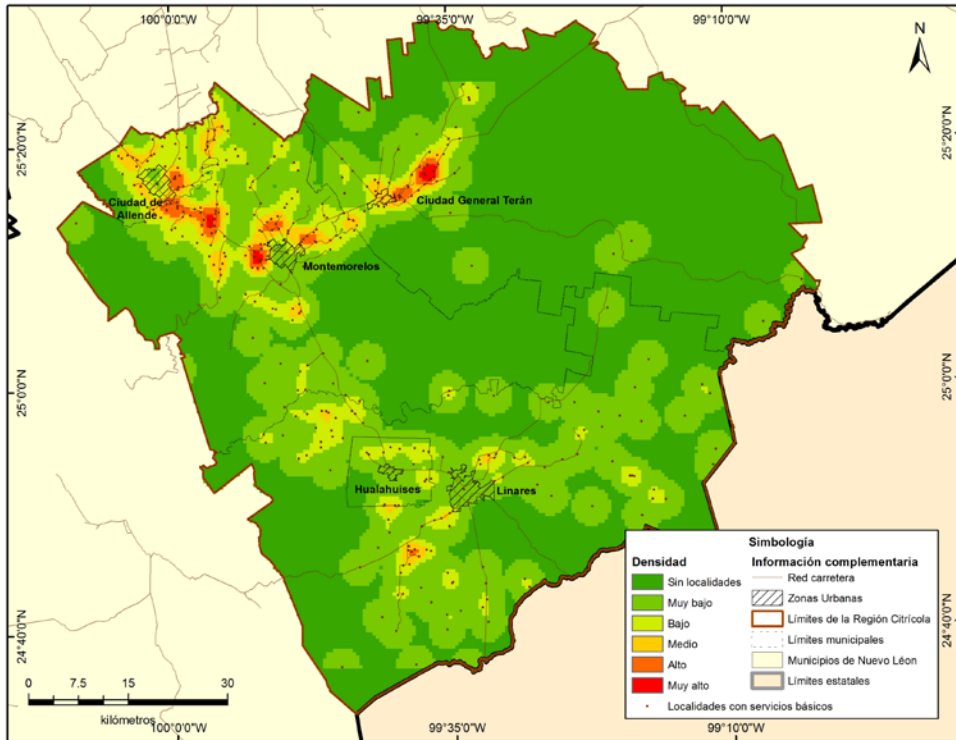 100°0'0"W
99°35'0"W
99°10'0"W
N
25°20'0"N
25°20'0"N
Ciudad de
Allende
Ciudad General Terán
Montemorelos
25°0'0"N
25°0'0"N
Hualahuises
Linares
24°40'0"N
24°40'0"N
Simbología
Densidad
Sin localidades
Muy bajo
Bajo
Medio
Alto
Muy alto
Información complementaria
Red carretera
Zonas Urbanas
Límites de la Región Citrícola
Límites municipales
Municipios de Nuevo Léon
Límites estatales
Localidades con servicios básicos
0 7.5 15 30
kilómetros
100°0'0"W
99°35'0"W
99°10'0"W